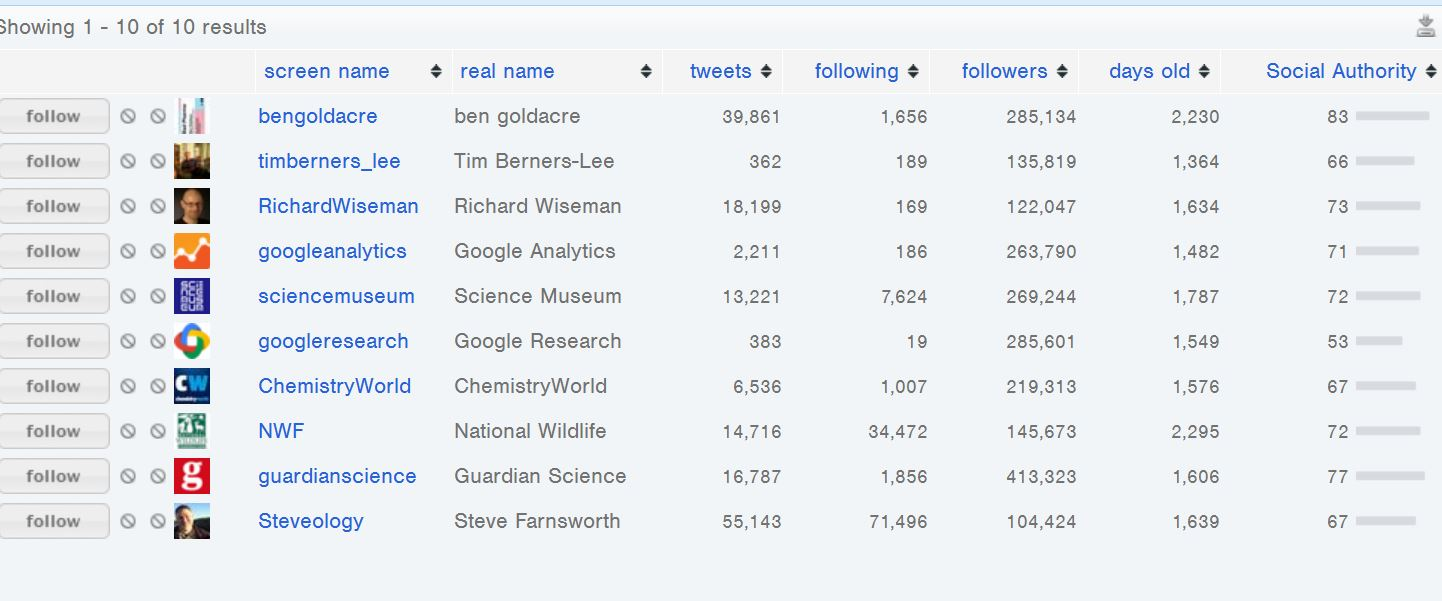 Showing 1 - 10 of 10 results
screen name real name tweets following followers days old Social Authority
follow bengoldacre ben goldacre 39,861 1,656 285,134 2,230 83
follow timberners_lee Tim Berners-Lee 362 189 135,819 1,364 66
follow RichardWiseman Richard Wiseman 18,199 169 122,047 1,634 73
follow googleanalytics Google Analytics 2,211 186 263,790 1,482 71
follow sciencemuseum Science Museum 13,221 7,624 269,244 1,787 72
follow googleresearch Google Research 383 19 285,601 1,549 53
follow CW ChemistryWorld ChemistryWorld 6,536 1,007 219,313 1,576 67
follow NWF National Wildlife 14,716 34,472 145,673 2,295 72
follow g guardianscience Guardian Science 16,787 1,856 413,323 1,606 77
follow Steveology Steve Farnsworth 55,143 71,496 104,424 1,639 67